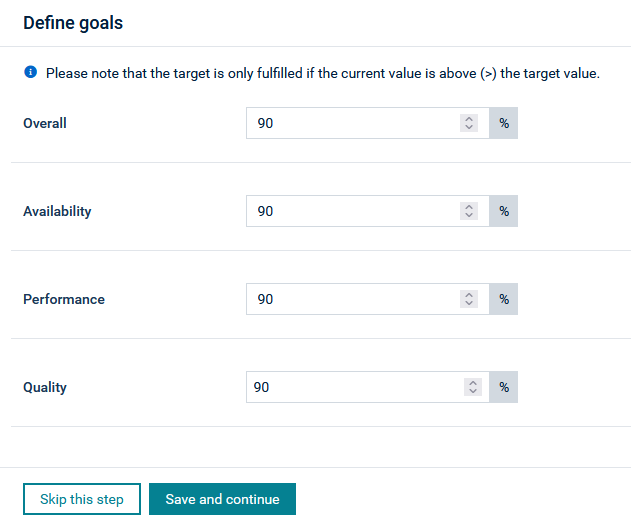 Define goals
Please note that the target is only fulfilled if the current value is above (>) the target value.
Overall 90 %
Availability 90 %
Performance 90 %
Quality 90 %
Skip this step Save and continue